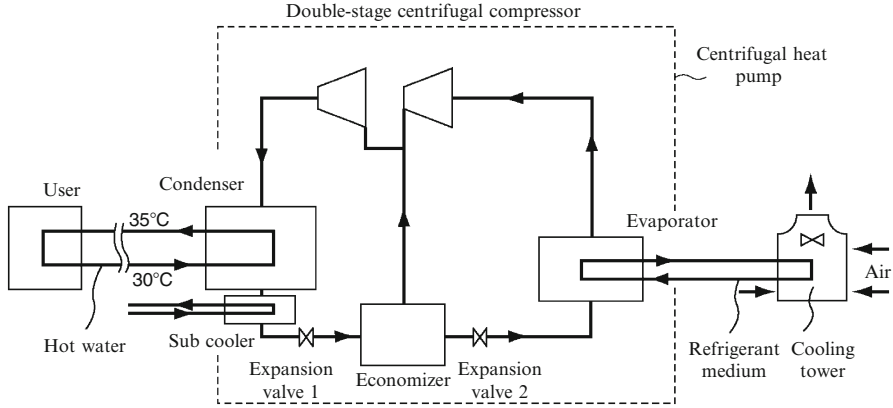 Double-stage centrifugal compressor
Centrifugal heat
pump
User
Condenser
35°C
30°C
Evaporator
Air
Hot water
Sub cooler
Expansion
valve 1
Economizer
Expansion
valve 2
Refrigerant
medium
Cooling
tower